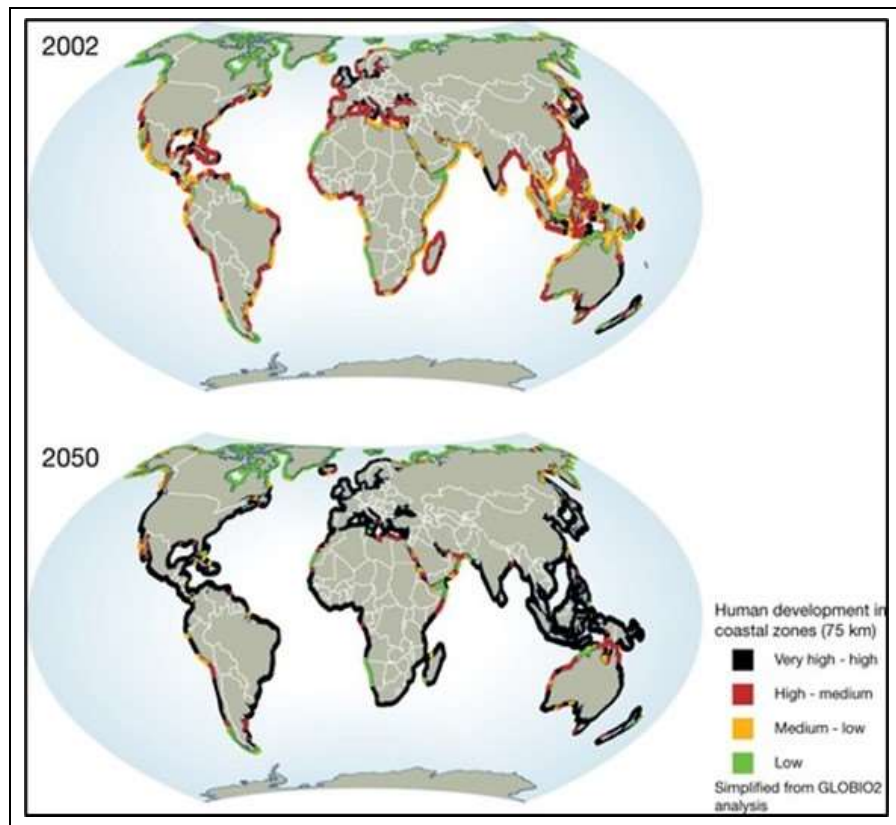 2002
2050
Human development in
coastal zones (75 km)
Very high - high
High - medium
Medium - low
Low
Simplified from GLOBIO2
analysis